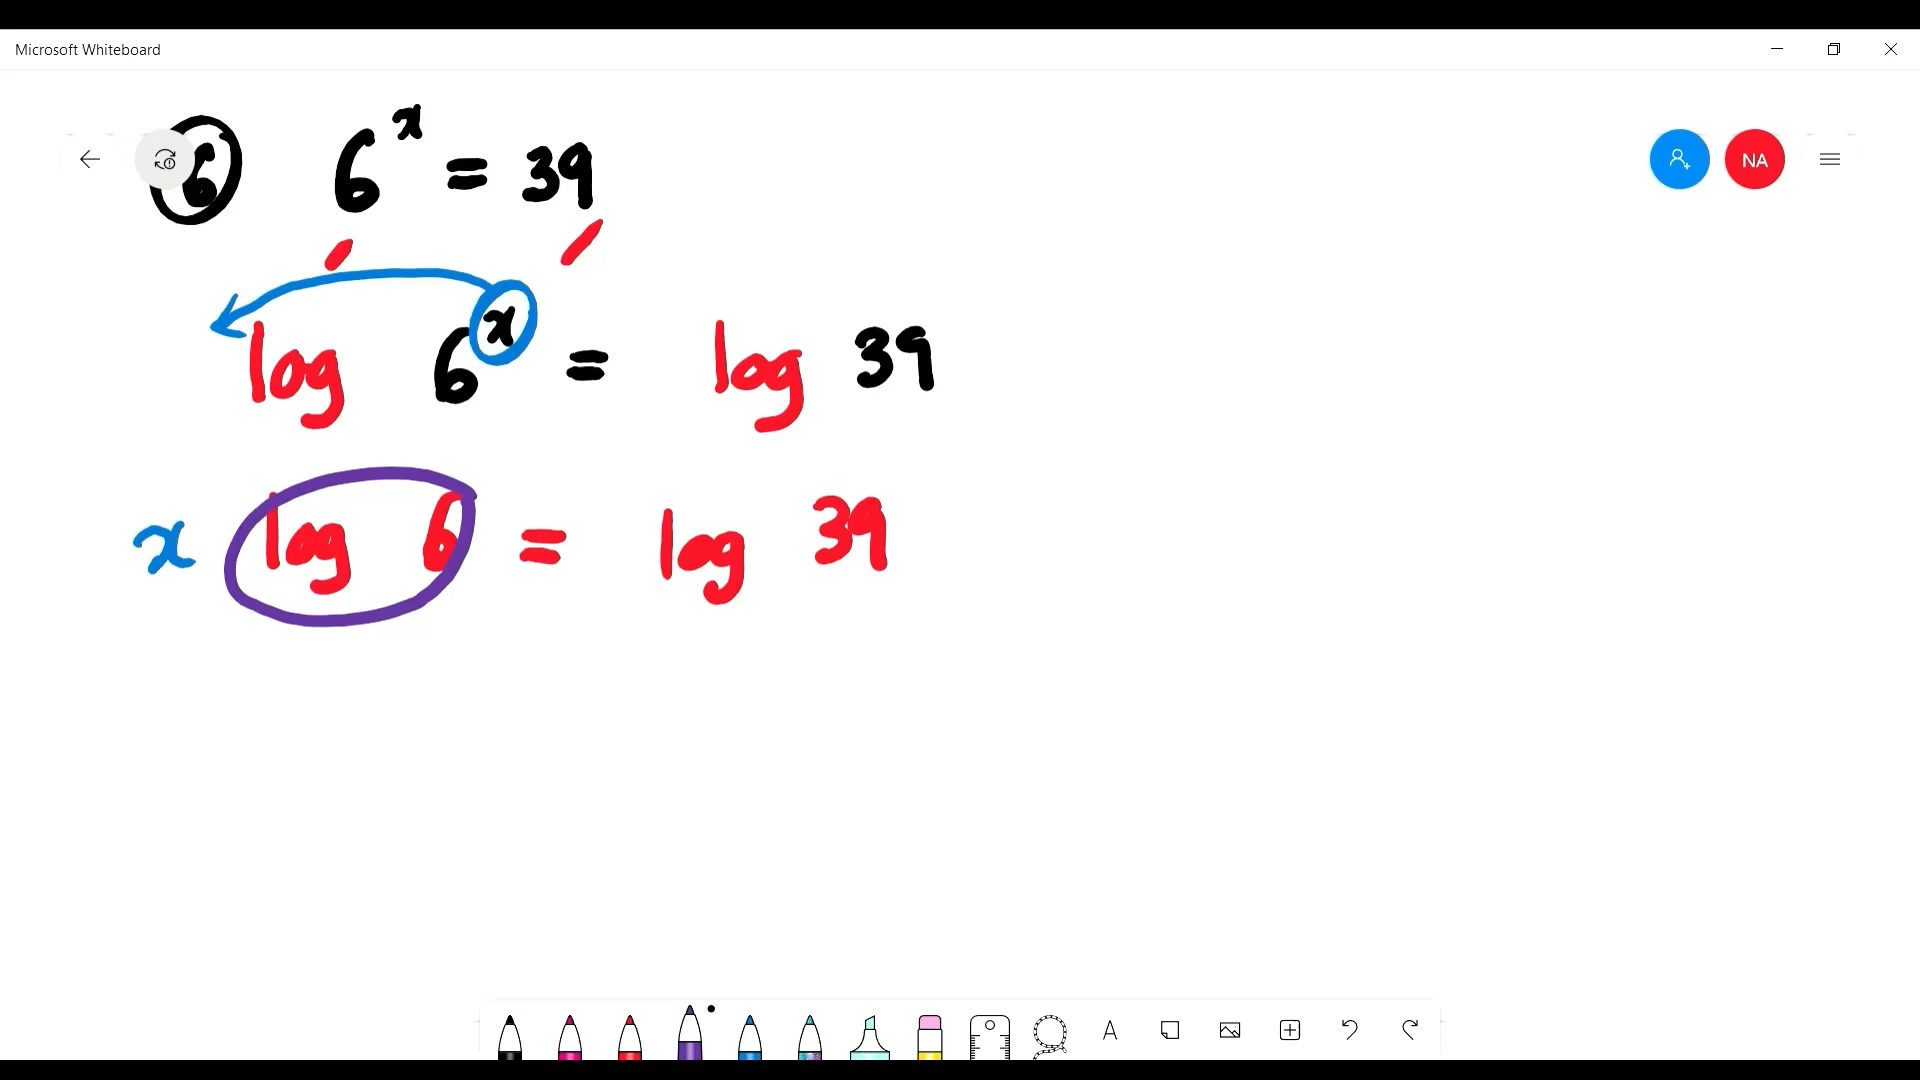 Microsoft Whiteboard
6 6^x = 39
NA
log 6^x = log 39
x log 6 = log 39
A